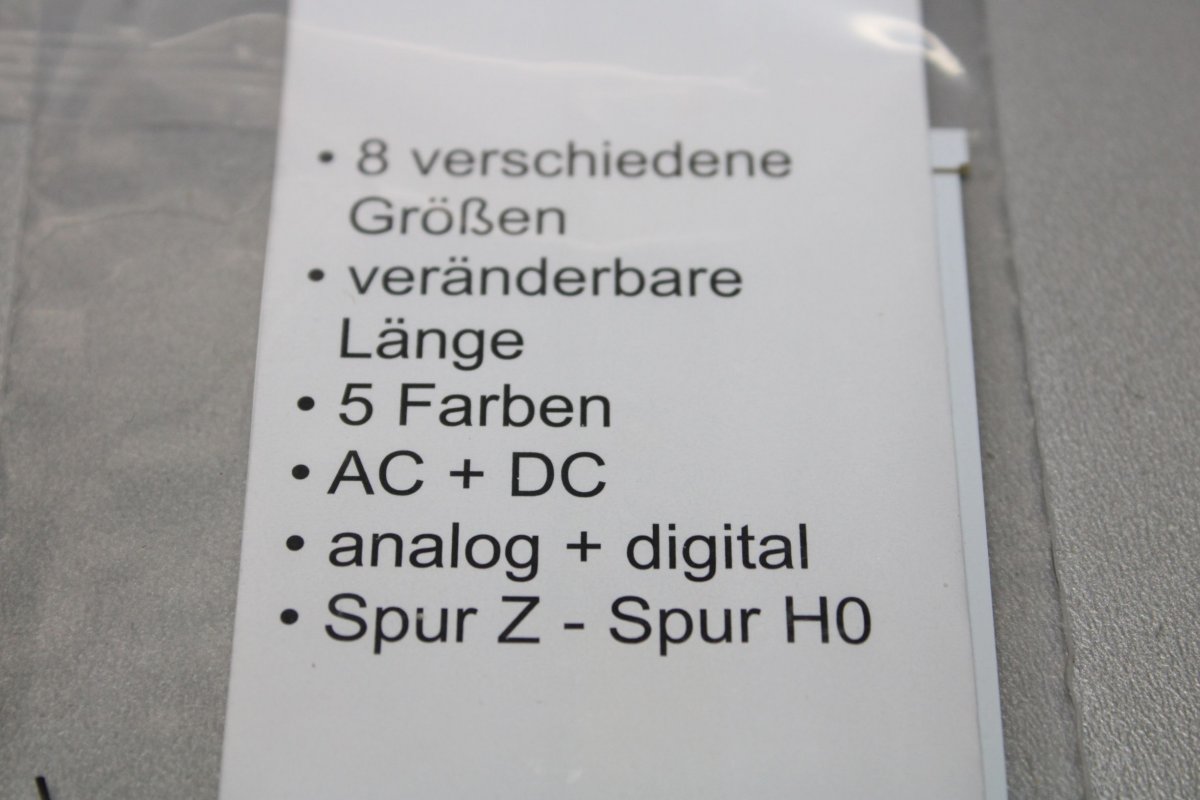 • 8 verschiedene
Größen
• veränderbare
Länge
• 5 Farben
• AC + DC
• analog + digital
• Spur Z - Spur H0